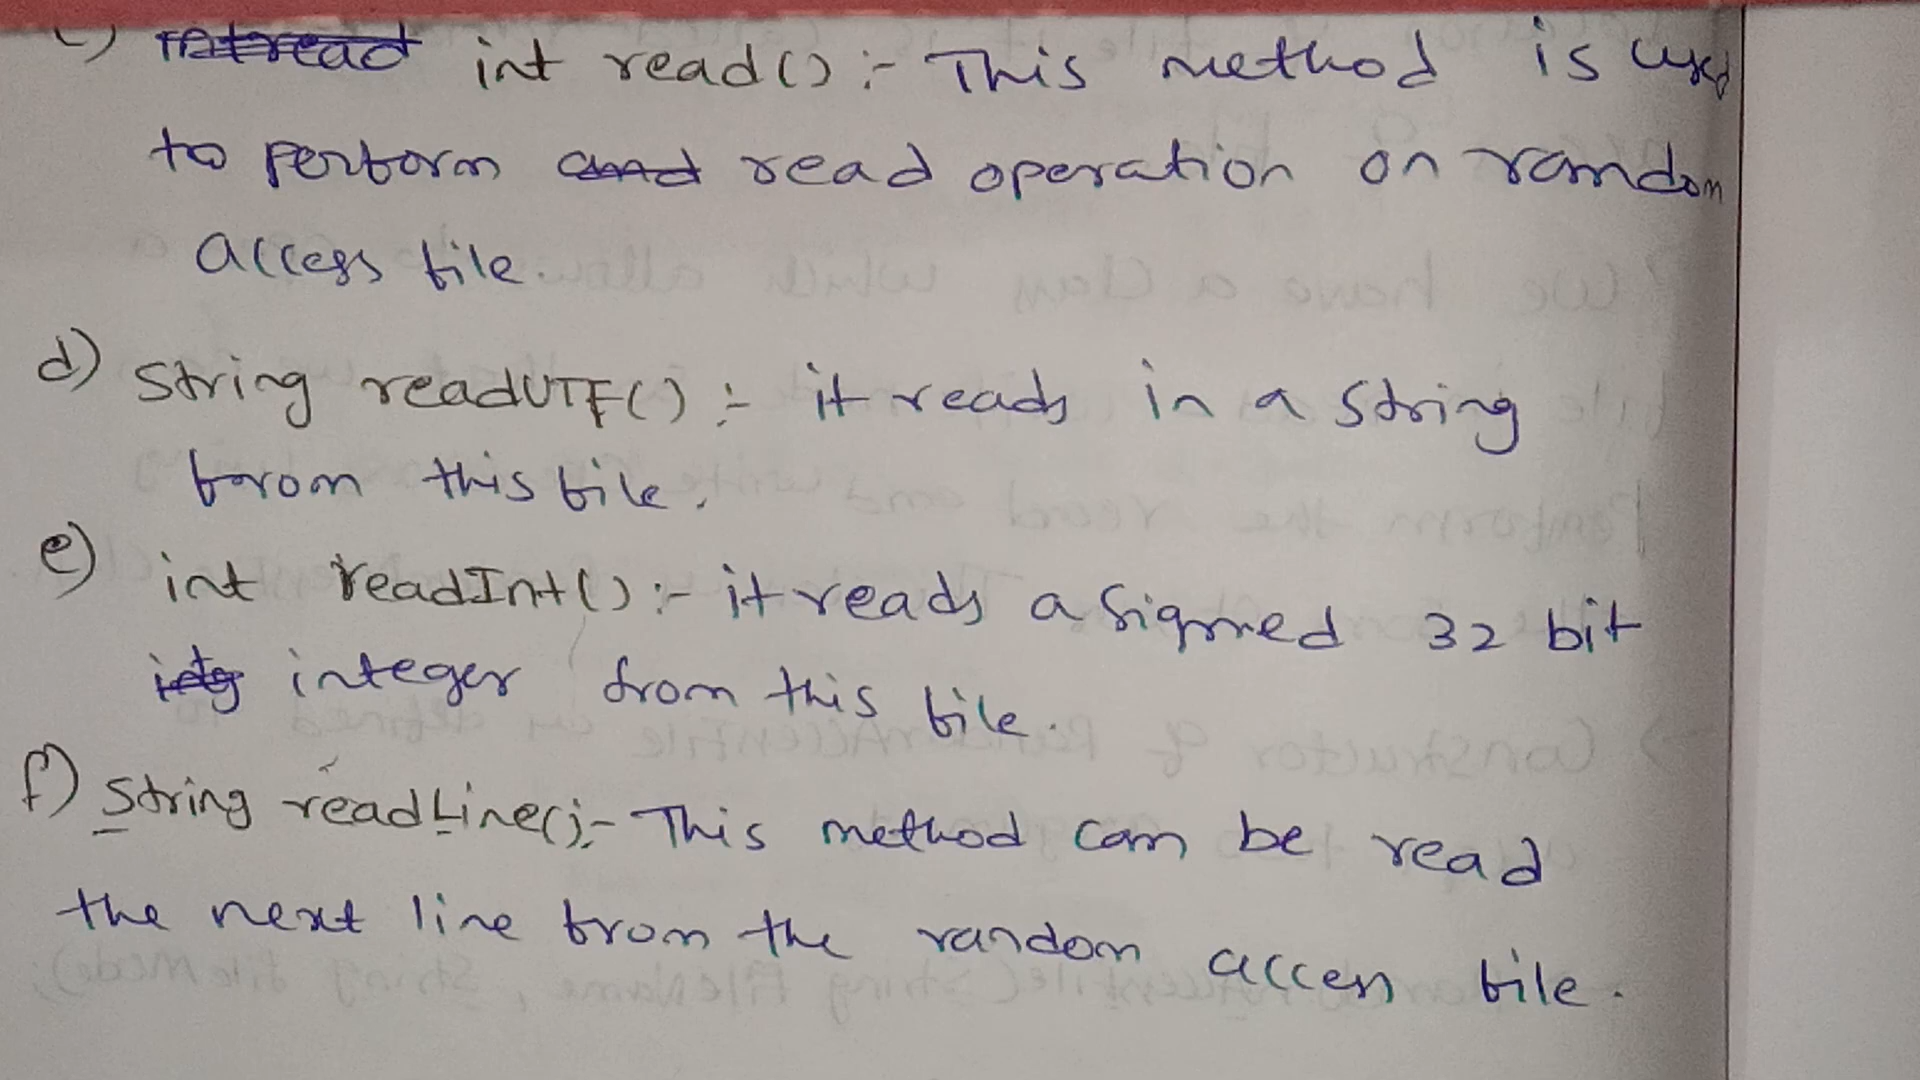 c) int read() :- This method is used
to perform read operation on random
access file.
d) String readUTF() :- it reads in a string
from this file.
e) int readInt() :- it reads a signed 32 bit
integer from this file.
f) String readLine() :- This method can be read
the next line from the random access file.